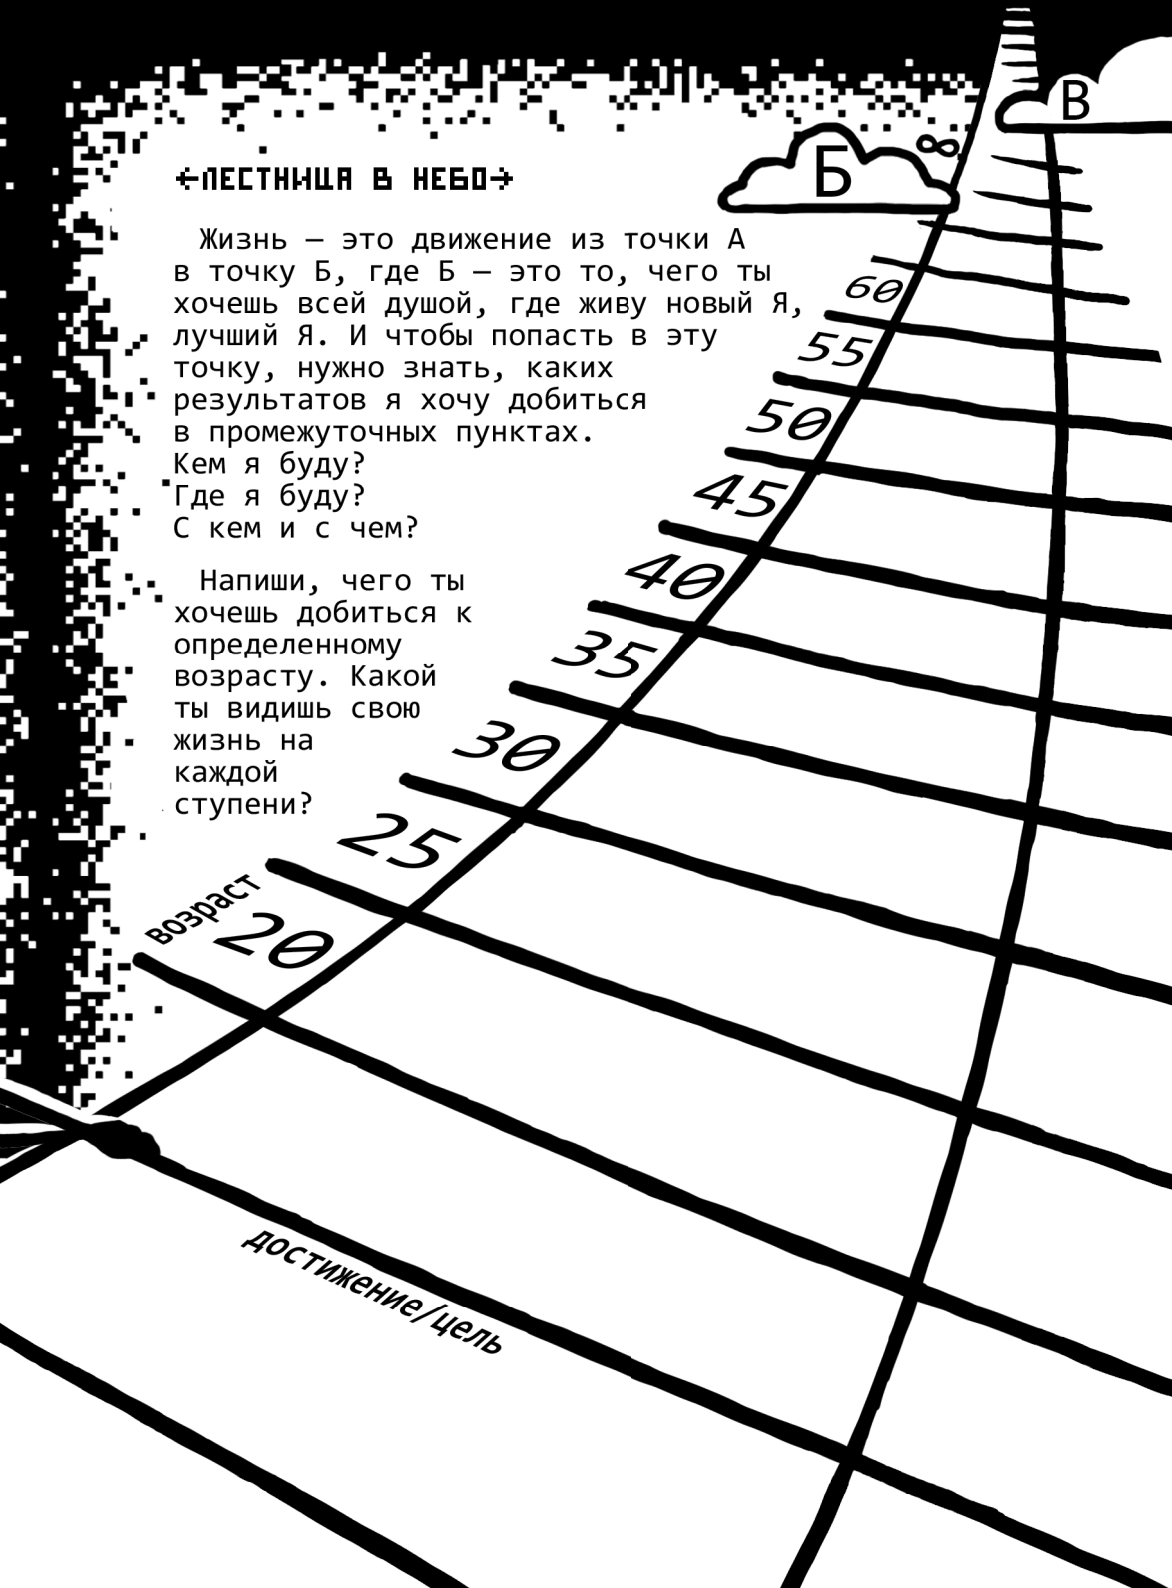 ←ЛЕСТНИЦА В НЕБО→
Жизнь — это движение из точки А
в точку Б, где Б — это то, чего ты
хочешь всей душой, где живу новый Я,
лучший Я. И чтобы попасть в эту
точку, нужно знать, каких
результатов я хочу добиться
в промежуточных пунктах.
Кем я буду?
Где я буду?
С кем и с чем?
Напиши, чего ты
хочешь добиться к
определенному
возрасту. Какой
ты видишь свою
жизнь на
каждой
ступени?
В
Б
∞
60
55
50
45
40
35
30
25
возраст
20
достижение/цель